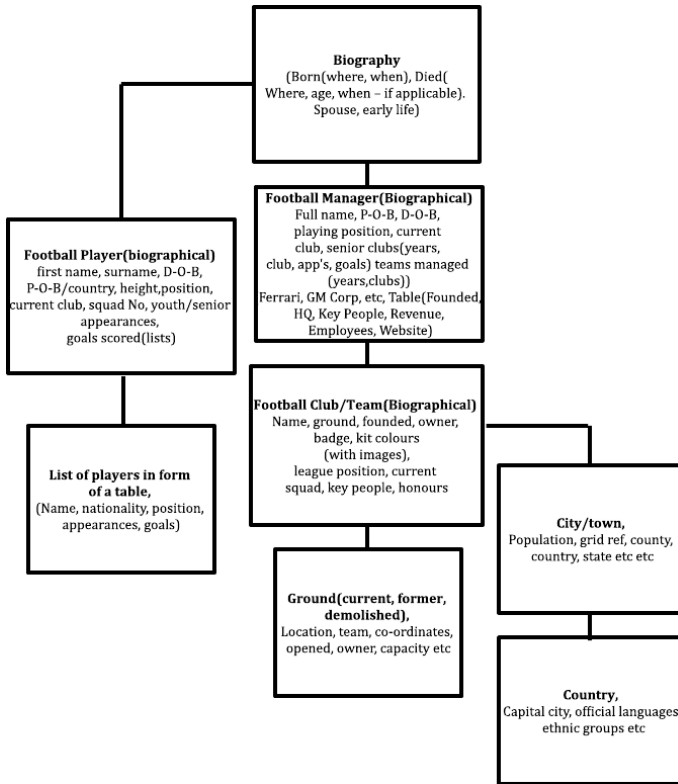 Biography
(Born(where, when), Died(
Where, age, when – if applicable).
Spouse, early life)
Football Manager(Biographical)
Full name, P-O-B, D-O-B,
playing position, current
club, senior clubs(years,
club, app's, goals) teams managed
(years,clubs))
Ferrari, GM Corp, etc, Table(Founded,
HQ, Key People, Revenue,
Employees, Website)
Football Player(biographical)
first name, surname, D-O-B,
P-O-B/country, height,position,
current club, squad No, youth/senior
appearances,
goals scored(lists)
Football Club/Team(Biographical)
Name, ground, founded, owner,
badge, kit colours
(with images),
league position, current
squad, key people, honours
List of players in form
of a table,
(Name, nationality, position,
appearances, goals)
City/town,
Population, grid ref, county,
country, state etc etc
Ground(current, former,
demolished),
Location, team, co-ordinates,
opened, owner, capacity etc
Country,
Capital city, official languages
ethnic groups etc